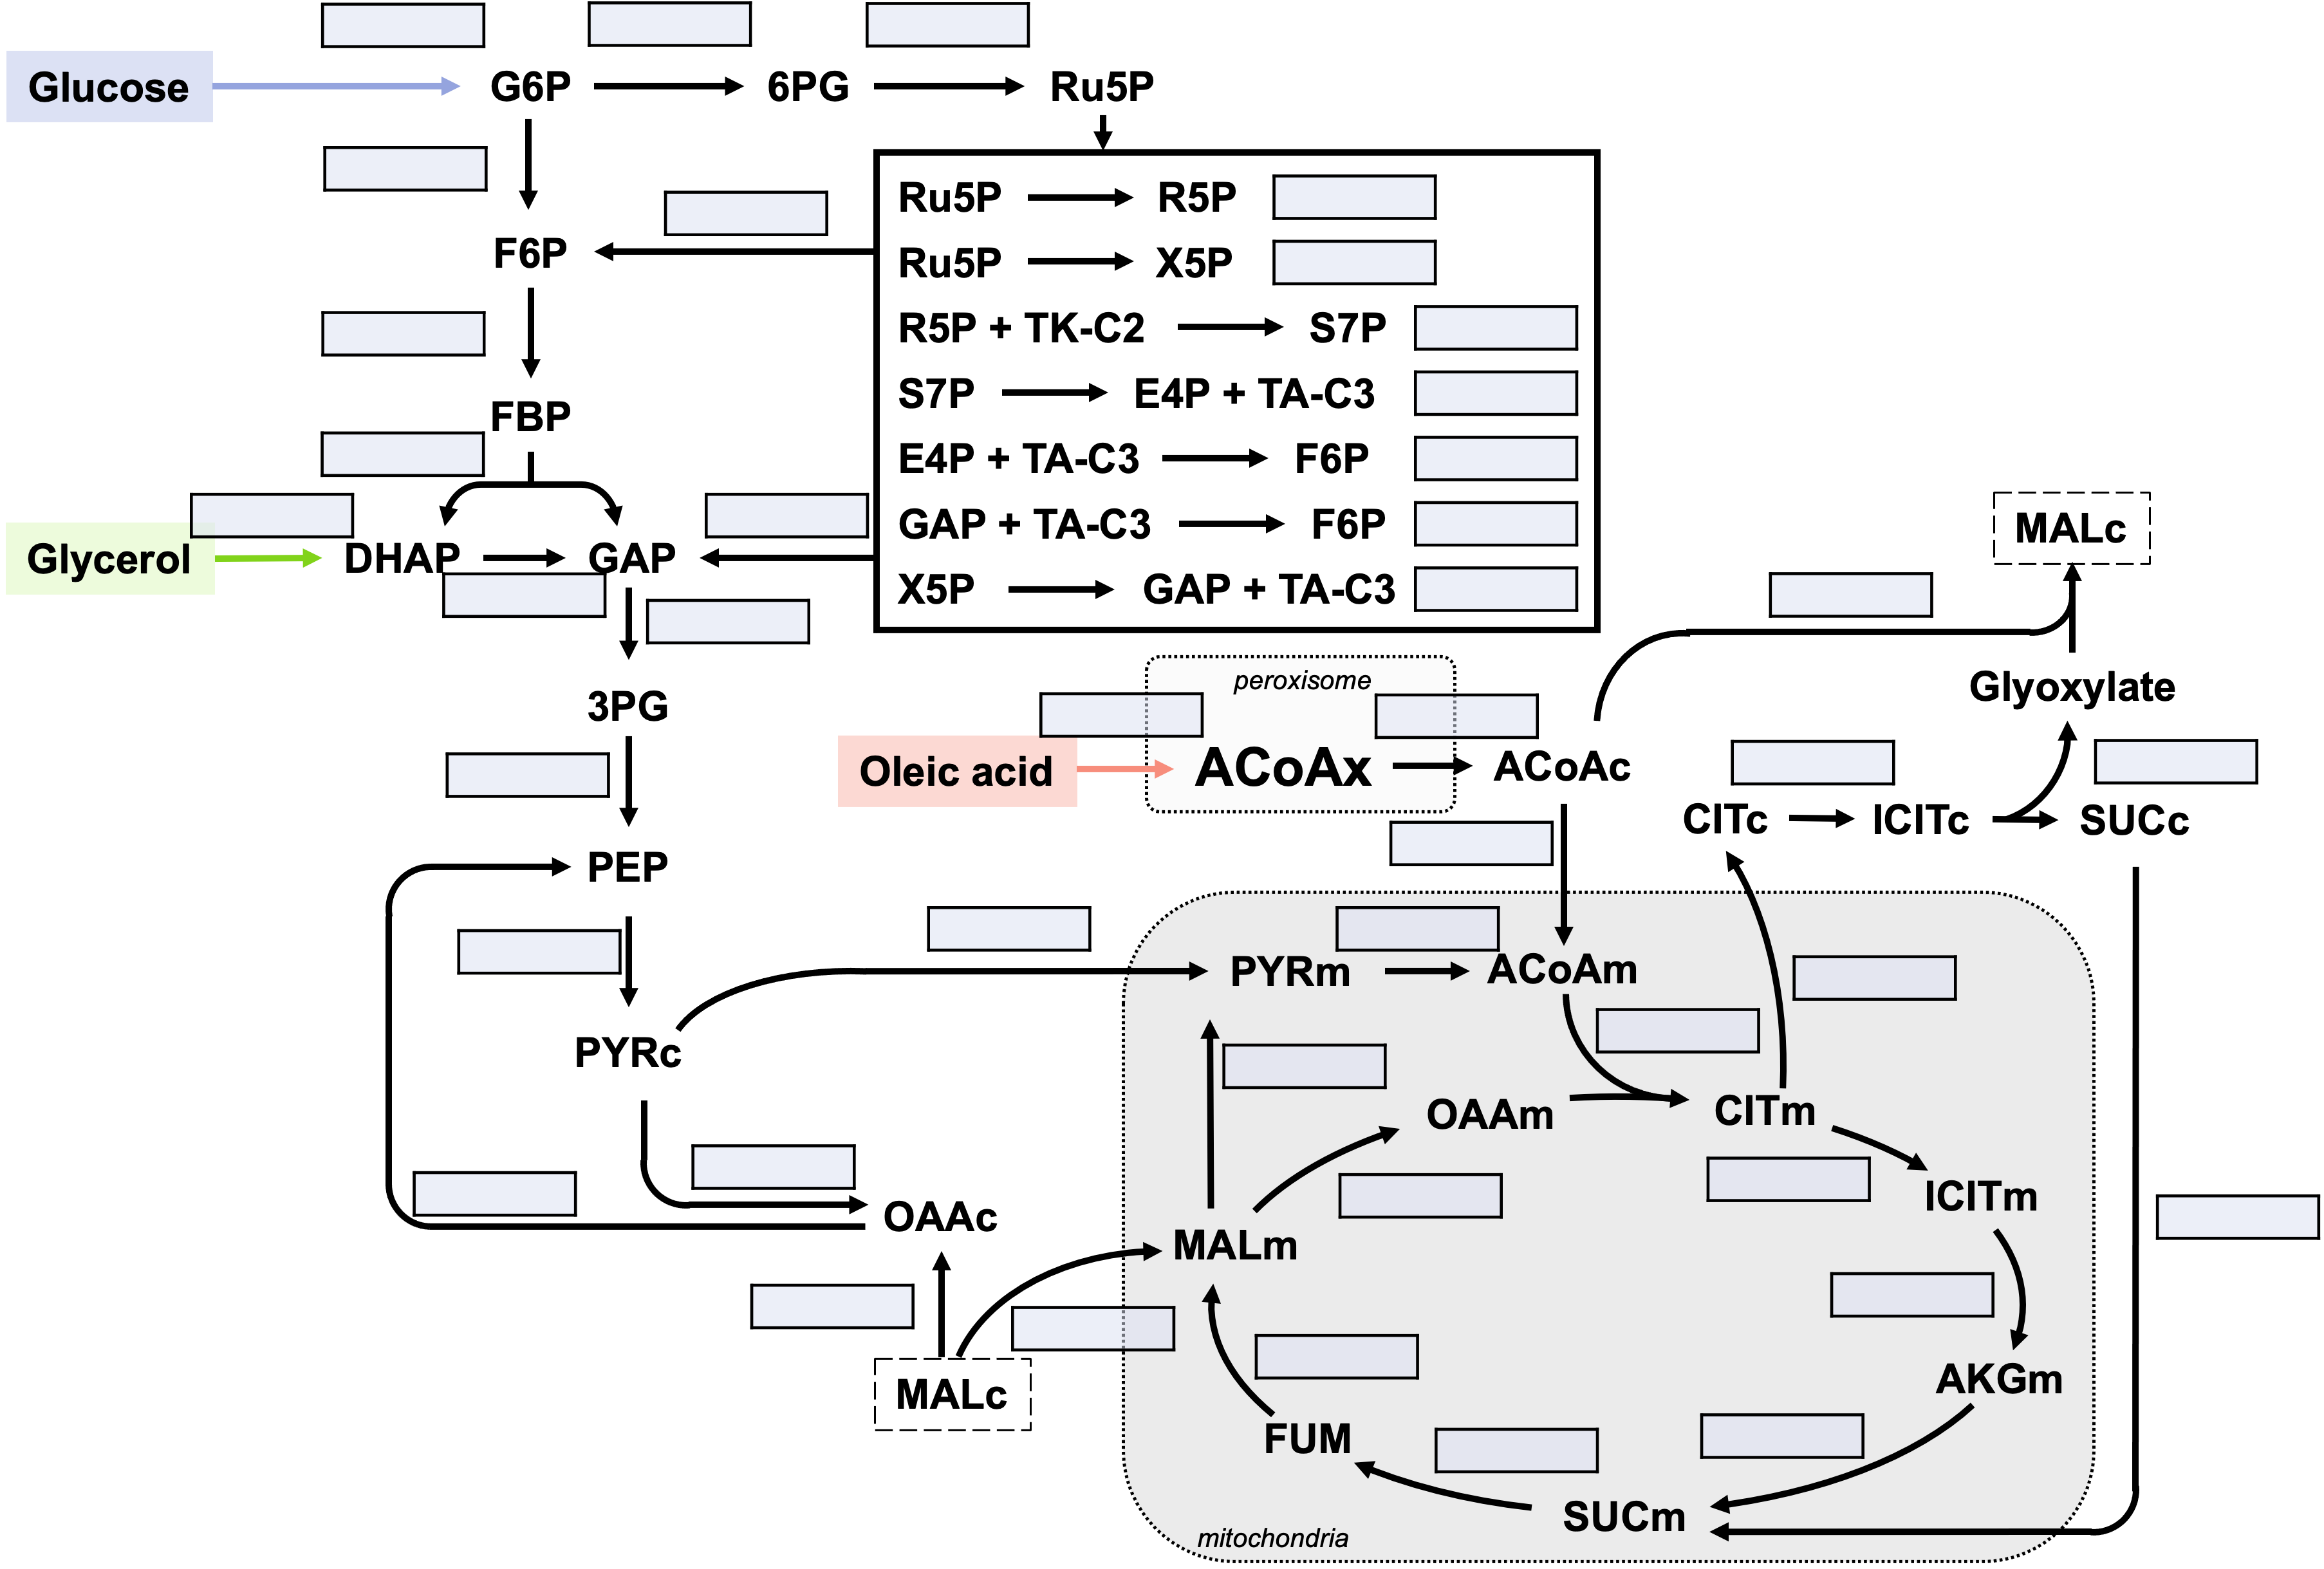 Glucose
G6P
6PG
Ru5P
Ru5P
R5P
Ru5P
X5P
R5P + TK-C2
S7P
S7P
E4P + TA-C3
E4P + TA-C3
F6P
GAP + TA-C3
F6P
X5P
GAP + TA-C3
F6P
FBP
Glycerol
DHAP
GAP
3PG
PEP
PYRc
OAAc
MALc
peroxisome
Oleic acid
ACoAx
ACoAc
MALc
Glyoxylate
CITc
ICITc
SUCc
PYRm
ACoAm
OAAm
CITm
ICITm
MALm
AKGm
FUM
SUCm
mitochondria